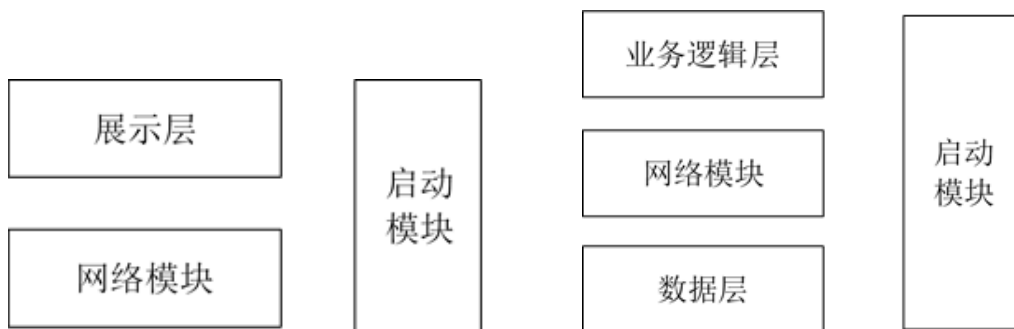 展示层
网络模块
启动
模块
业务逻辑层
网络模块
数据层
启动
模块